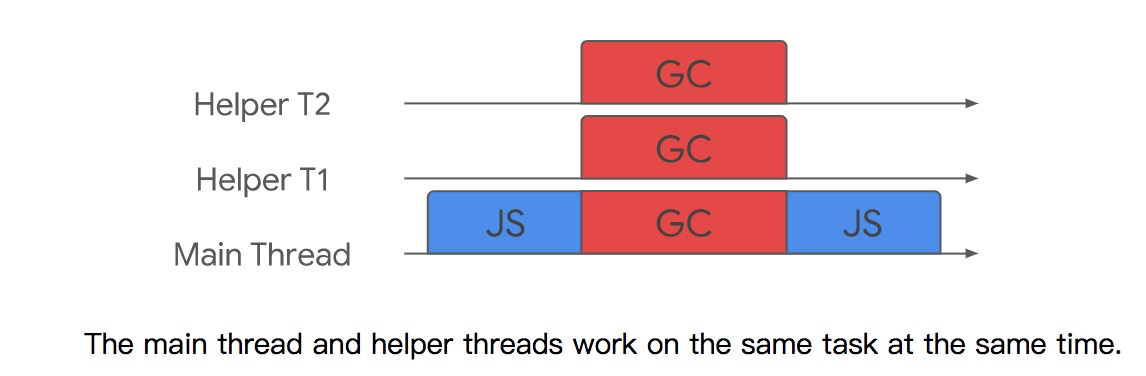 GC
Helper T2
GC
Helper T1
JS GC JS
Main Thread
The main thread and helper threads work on the same task at the same time.